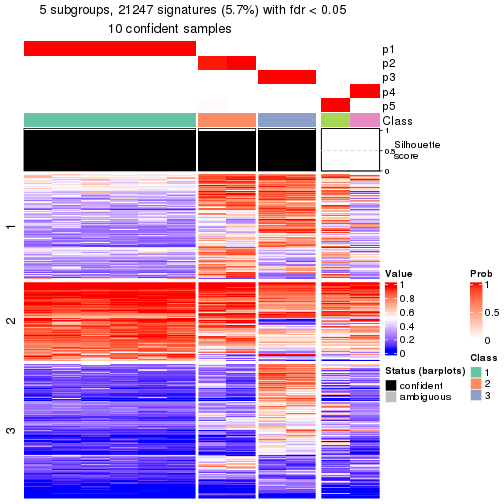 5 subgroups, 21247 signatures (5.7%) with fdr < 0.05
10 confident samples
p1
p2
p3
p4
p5
Class
1
0.5
0
Silhouette
score
1
2
3
Value
1
0.8
0.6
0.4
0.2
0
Prob
1
0.5
0
Status (barplots)
confident
ambiguous
Class
1
2
3